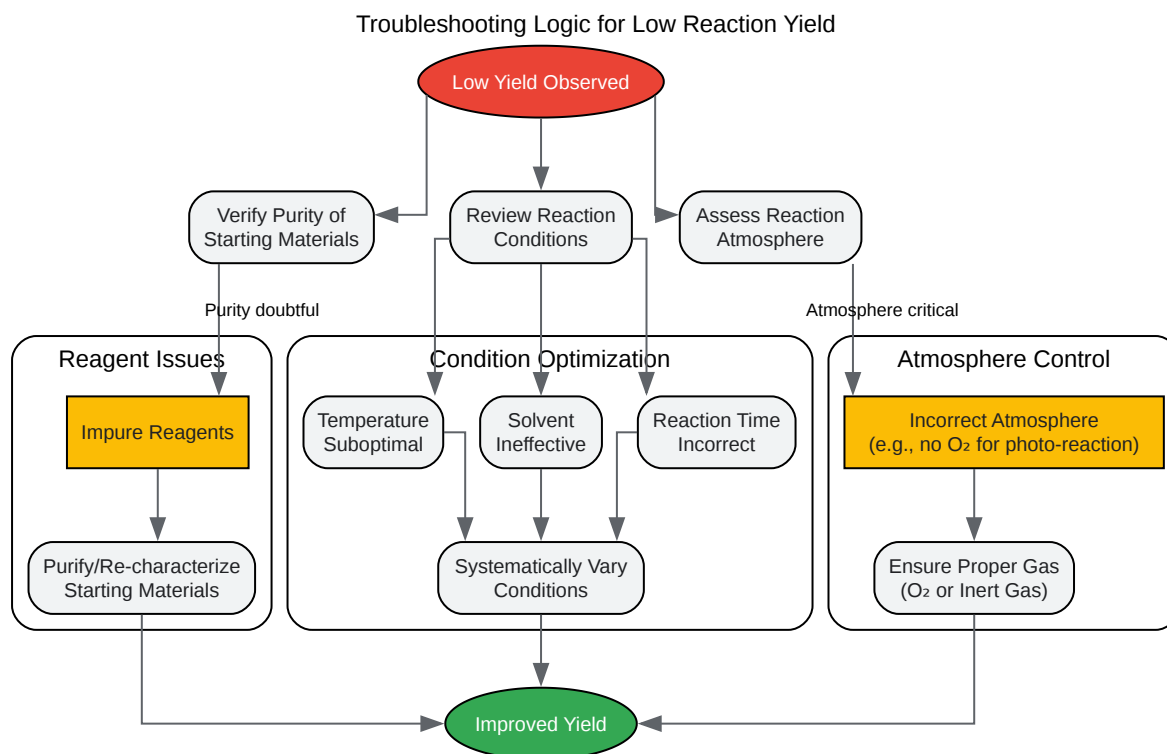 Troubleshooting Logic for Low Reaction Yield
Low Yield Observed
Verify Purity of
Starting Materials
Review Reaction
Conditions
Assess Reaction
Atmosphere
Purity doubtful
Atmosphere critical
Reagent Issues
Condition Optimization
Atmosphere Control
Impure Reagents
Temperature
Suboptimal
Solvent
Ineffective
Reaction Time
Incorrect
Incorrect Atmosphere
(e.g., no O₂ for photo-reaction)
Purify/Re-characterize
Starting Materials
Systematically Vary
Conditions
Ensure Proper Gas
(O₂ or Inert Gas)
Improved Yield